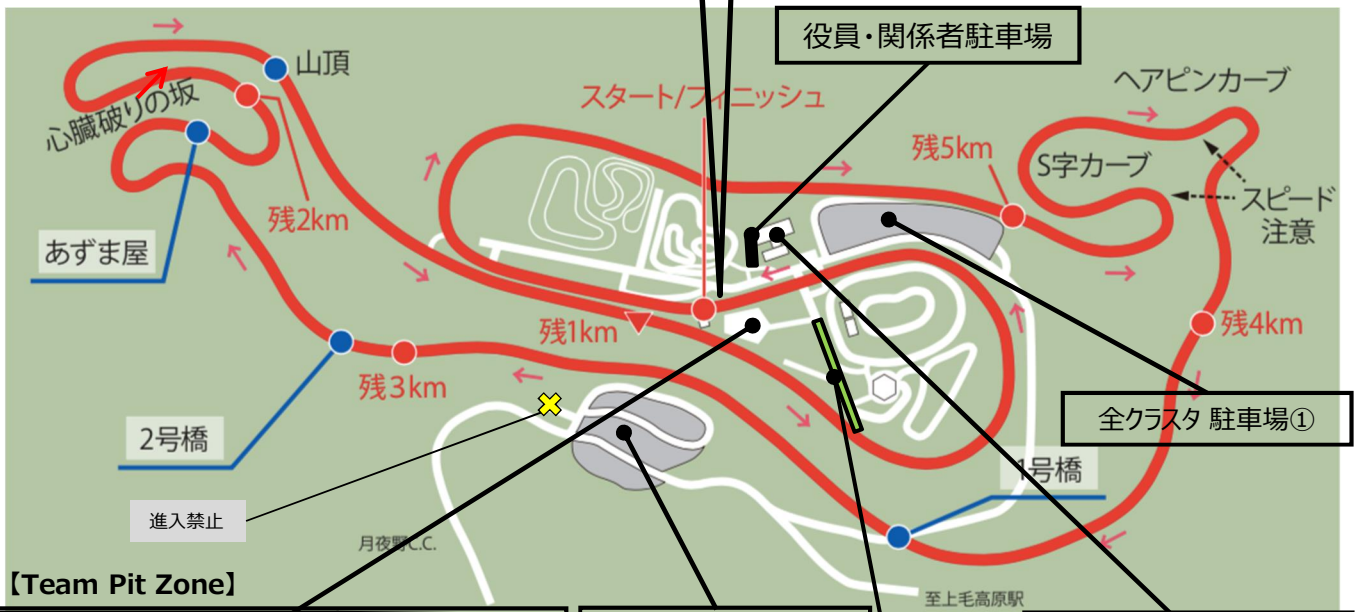 役員・関係者駐車場
山頂
ヘアピンカーブ
心臓破りの坂
スタート/フィニッシュ
残5km
S字カーブ
残2km
スピード
注意
あずま屋
残1km
残4km
残3km
全クラスタ 駐車場①
2号橋
1号橋
進入禁止
月夜野C.C.
【Team Pit Zone】
至上毛高原駅